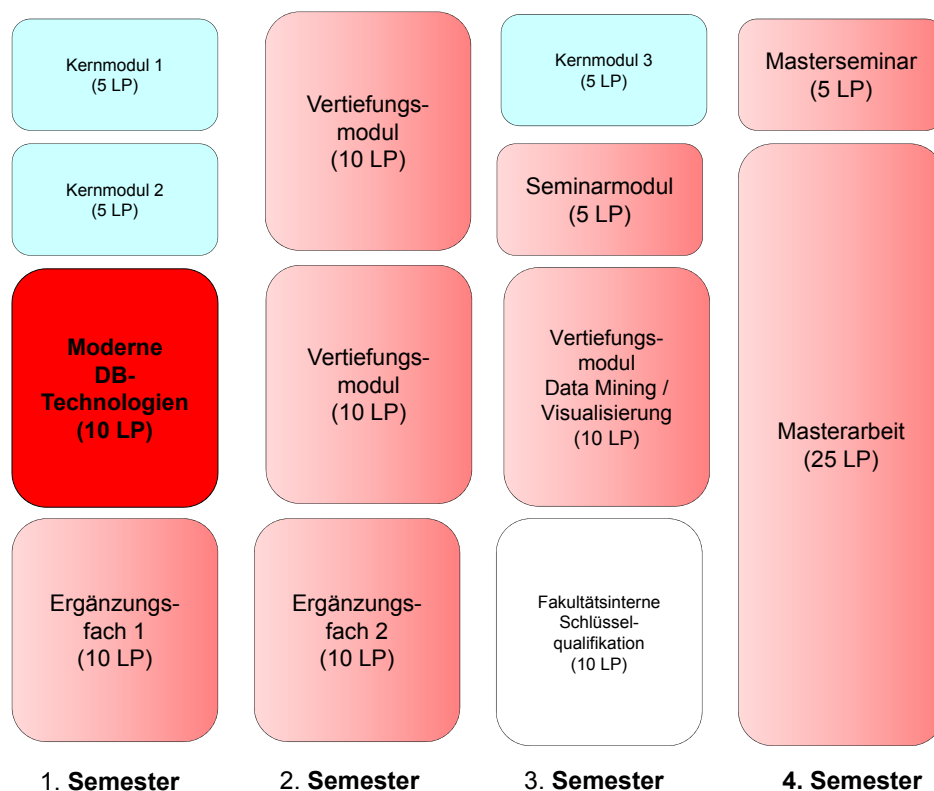 Kernmodul 1
(5 LP)
Kernmodul 2
(5 LP)
Moderne
DB-
Technologien
(10 LP)
Ergänzungs-
fach 1
(10 LP)
1. Semester
Vertiefungs-
modul
(10 LP)
Vertiefungs-
modul
(10 LP)
Ergänzungs-
fach 2
(10 LP)
2. Semester
Kernmodul 3
(5 LP)
Seminarmodul
(5 LP)
Vertiefungs-
modul
Data Mining /
Visualisierung
(10 LP)
Fakultätsinterne
Schlüssel-
qualifikation
(10 LP)
3. Semester
Masterseminar
(5 LP)
Masterarbeit
(25 LP)
4. Semester